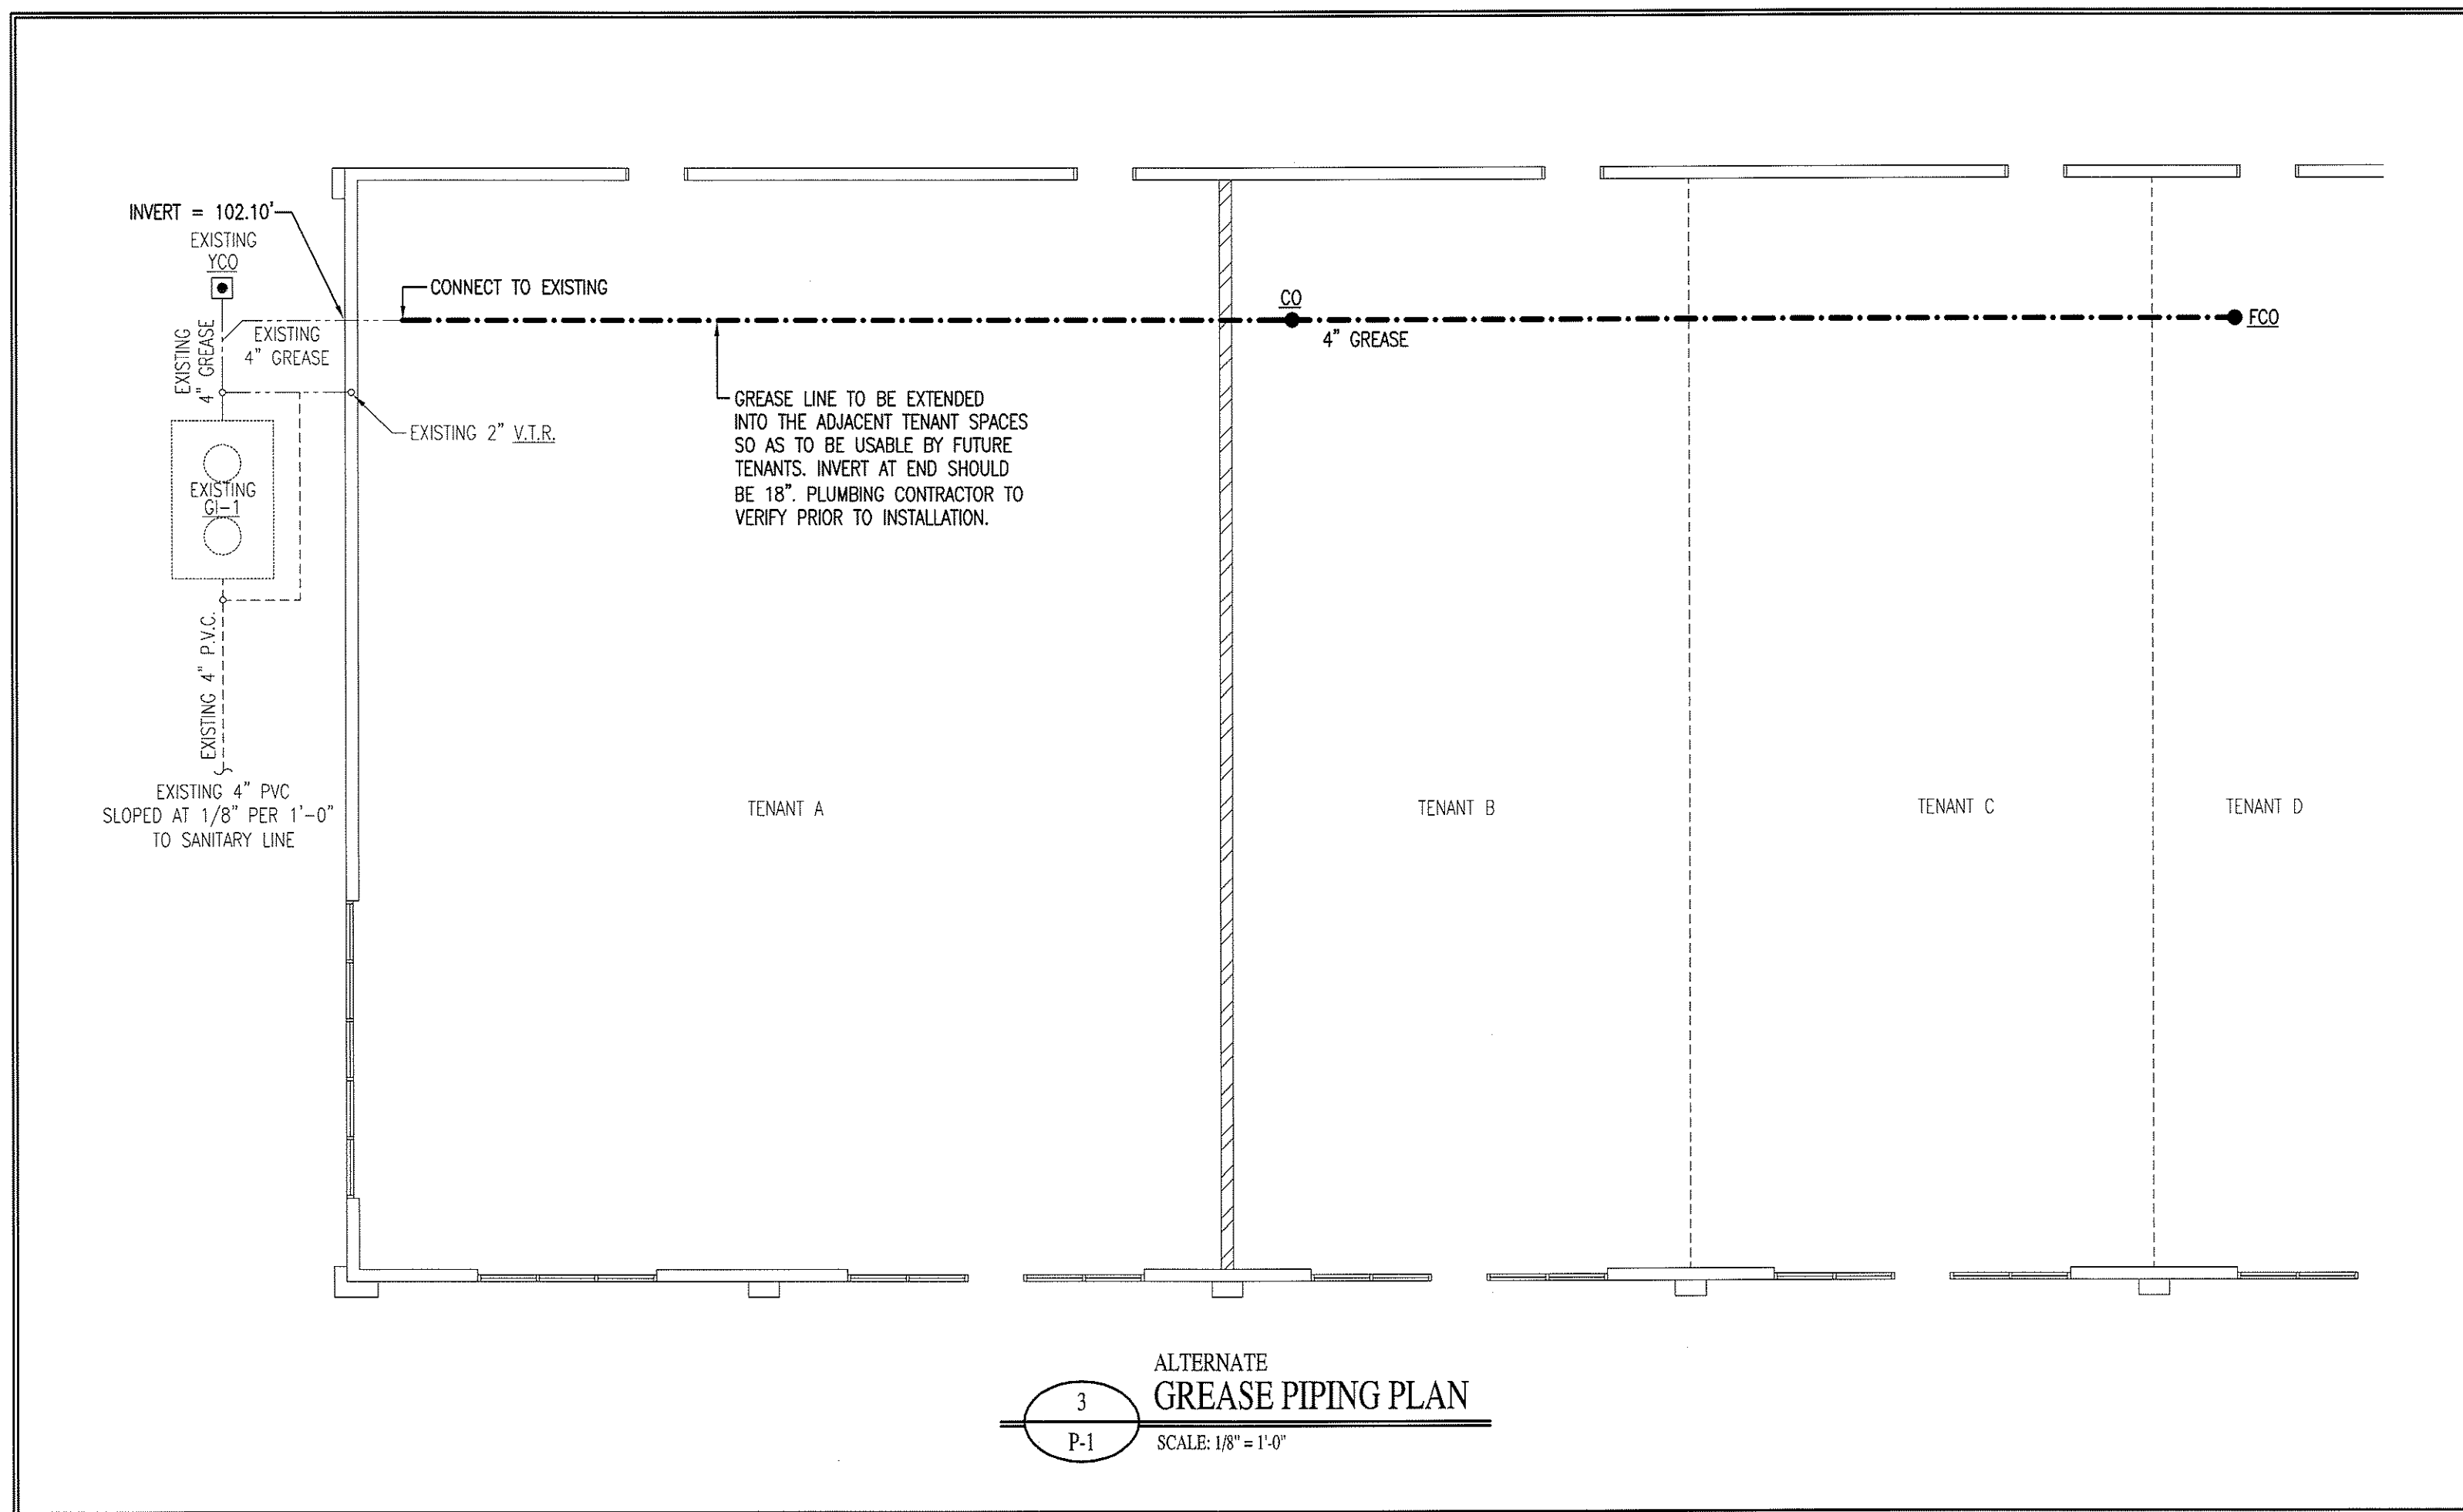 INVERT = 102.10'
EXISTING
YCO
CONNECT TO EXISTING
EXISTING
4" GREASE
EXISTING
4" GREASE
CO
4" GREASE
FCO
GREASE LINE TO BE EXTENDED
INTO THE ADJACENT TENANT SPACES
SO AS TO BE USABLE BY FUTURE
TENANTS. INVERT AT END SHOULD
BE 18". PLUMBING CONTRACTOR TO
VERIFY PRIOR TO INSTALLATION.
EXISTING 2" V.T.R.
EXISTING
GI-1
EXISTING 4" P.V.C.
EXISTING 4" PVC
SLOPED AT 1/8" PER 1'-0"
TO SANITARY LINE
TENANT A
TENANT B
TENANT C
TENANT D
ALTERNATE
3
GREASE PIPING PLAN
P-1
SCALE: 1/8" = 1'-0"